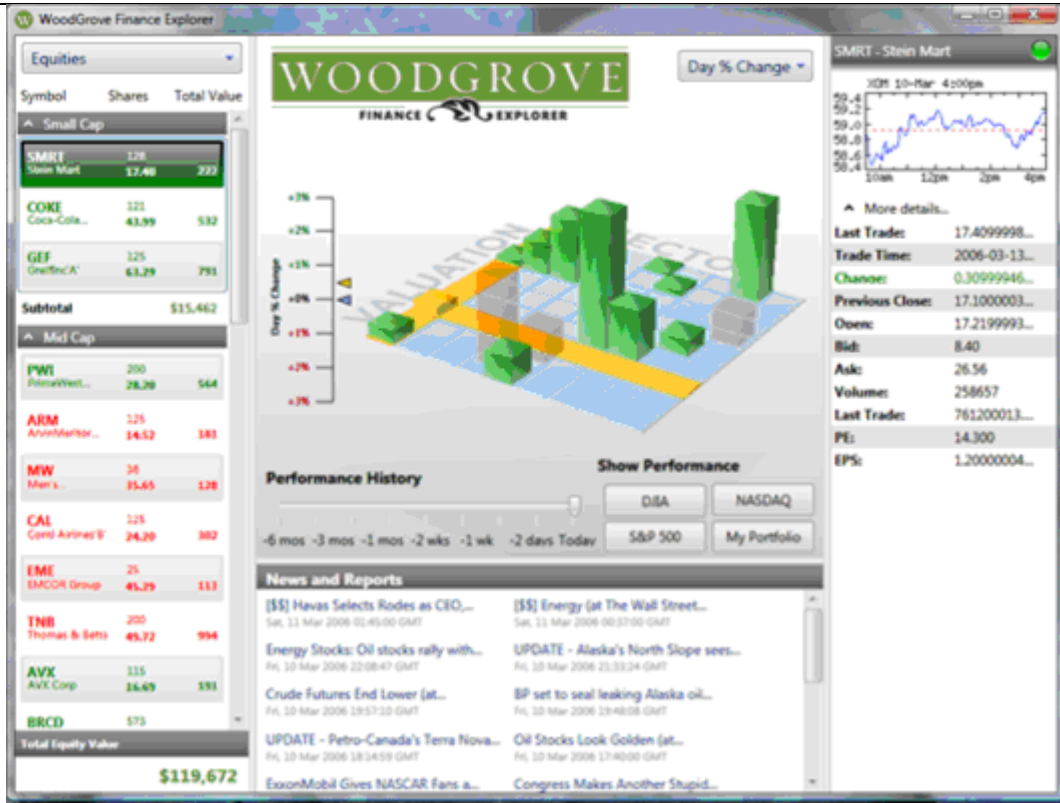 WoodGrove Finance Explorer
Equities
Symbol Shares Total Value
Small Cap
SMRT 128
Stein Mart 17.40 222
COKE 121
Coca-Cola... 43.99 532
GEF 125
Greiffnc'A' 63.29 791
Subtotal $15,462
Mid Cap
PWI 200
PrimeWest... 28.20 564
ARM 125
ArvinMeritor... 14.52 181
MW 36
Men's... 35.65 128
CAL 125
Contl Airlines'B' 24.20 302
EME 25
EMCOR Group 45.29 113
TNB 200
Thomas & Betts 49.72 994
AVX 115
AVX Corp 16.69 191
BRCD 573
Total Equity Value
$119,672
WOODGROVE
FINANCE EXPLORER
Day % Change
VALUATION SECTOR
Day % Change
+3%
+2%
+1%
+0%
+1%
+2%
+3%
Performance History
-6 mos -3 mos -1 mos -2 wks -1 wk -2 days Today
Show Performance
DJIA NASDAQ
S&P 500 My Portfolio
News and Reports
[$$] Havas Selects Rodes as CEO,...
Sat, 11 Mar 2006 01:45:00 GMT
[$$] Energy (at The Wall Street...
Sat, 11 Mar 2006 00:37:00 GMT
Energy Stocks: Oil stocks rally with...
Fri, 10 Mar 2006 22:08:47 GMT
UPDATE - Alaska's North Slope sees...
Fri, 10 Mar 2006 21:33:24 GMT
Crude Futures End Lower (at...
Fri, 10 Mar 2006 19:57:10 GMT
BP set to seal leaking Alaska oil...
Fri, 10 Mar 2006 19:48:08 GMT
UPDATE - Petro-Canada's Terra Nova...
Fri, 10 Mar 2006 18:14:59 GMT
Oil Stocks Look Golden (at...
Fri, 10 Mar 2006 17:40:00 GMT
ExxonMobil Gives NASCAR Fans a...
Congress Makes Another Stupid...
SMRT - Stein Mart
XOM 10-Mar 4:00pm
59.4
59.2
59.0
58.8
58.6
58.4
10am 12pm 2pm 4pm
More details...
Last Trade: 17.4099998...
Trade Time: 2006-03-13...
Change: 0.30999946...
Previous Close: 17.1000003...
Open: 17.2199993...
Bid: 8.40
Ask: 26.56
Volume: 258657
Last Trade: 761200013...
PE: 14.300
EPS: 1.20000004...